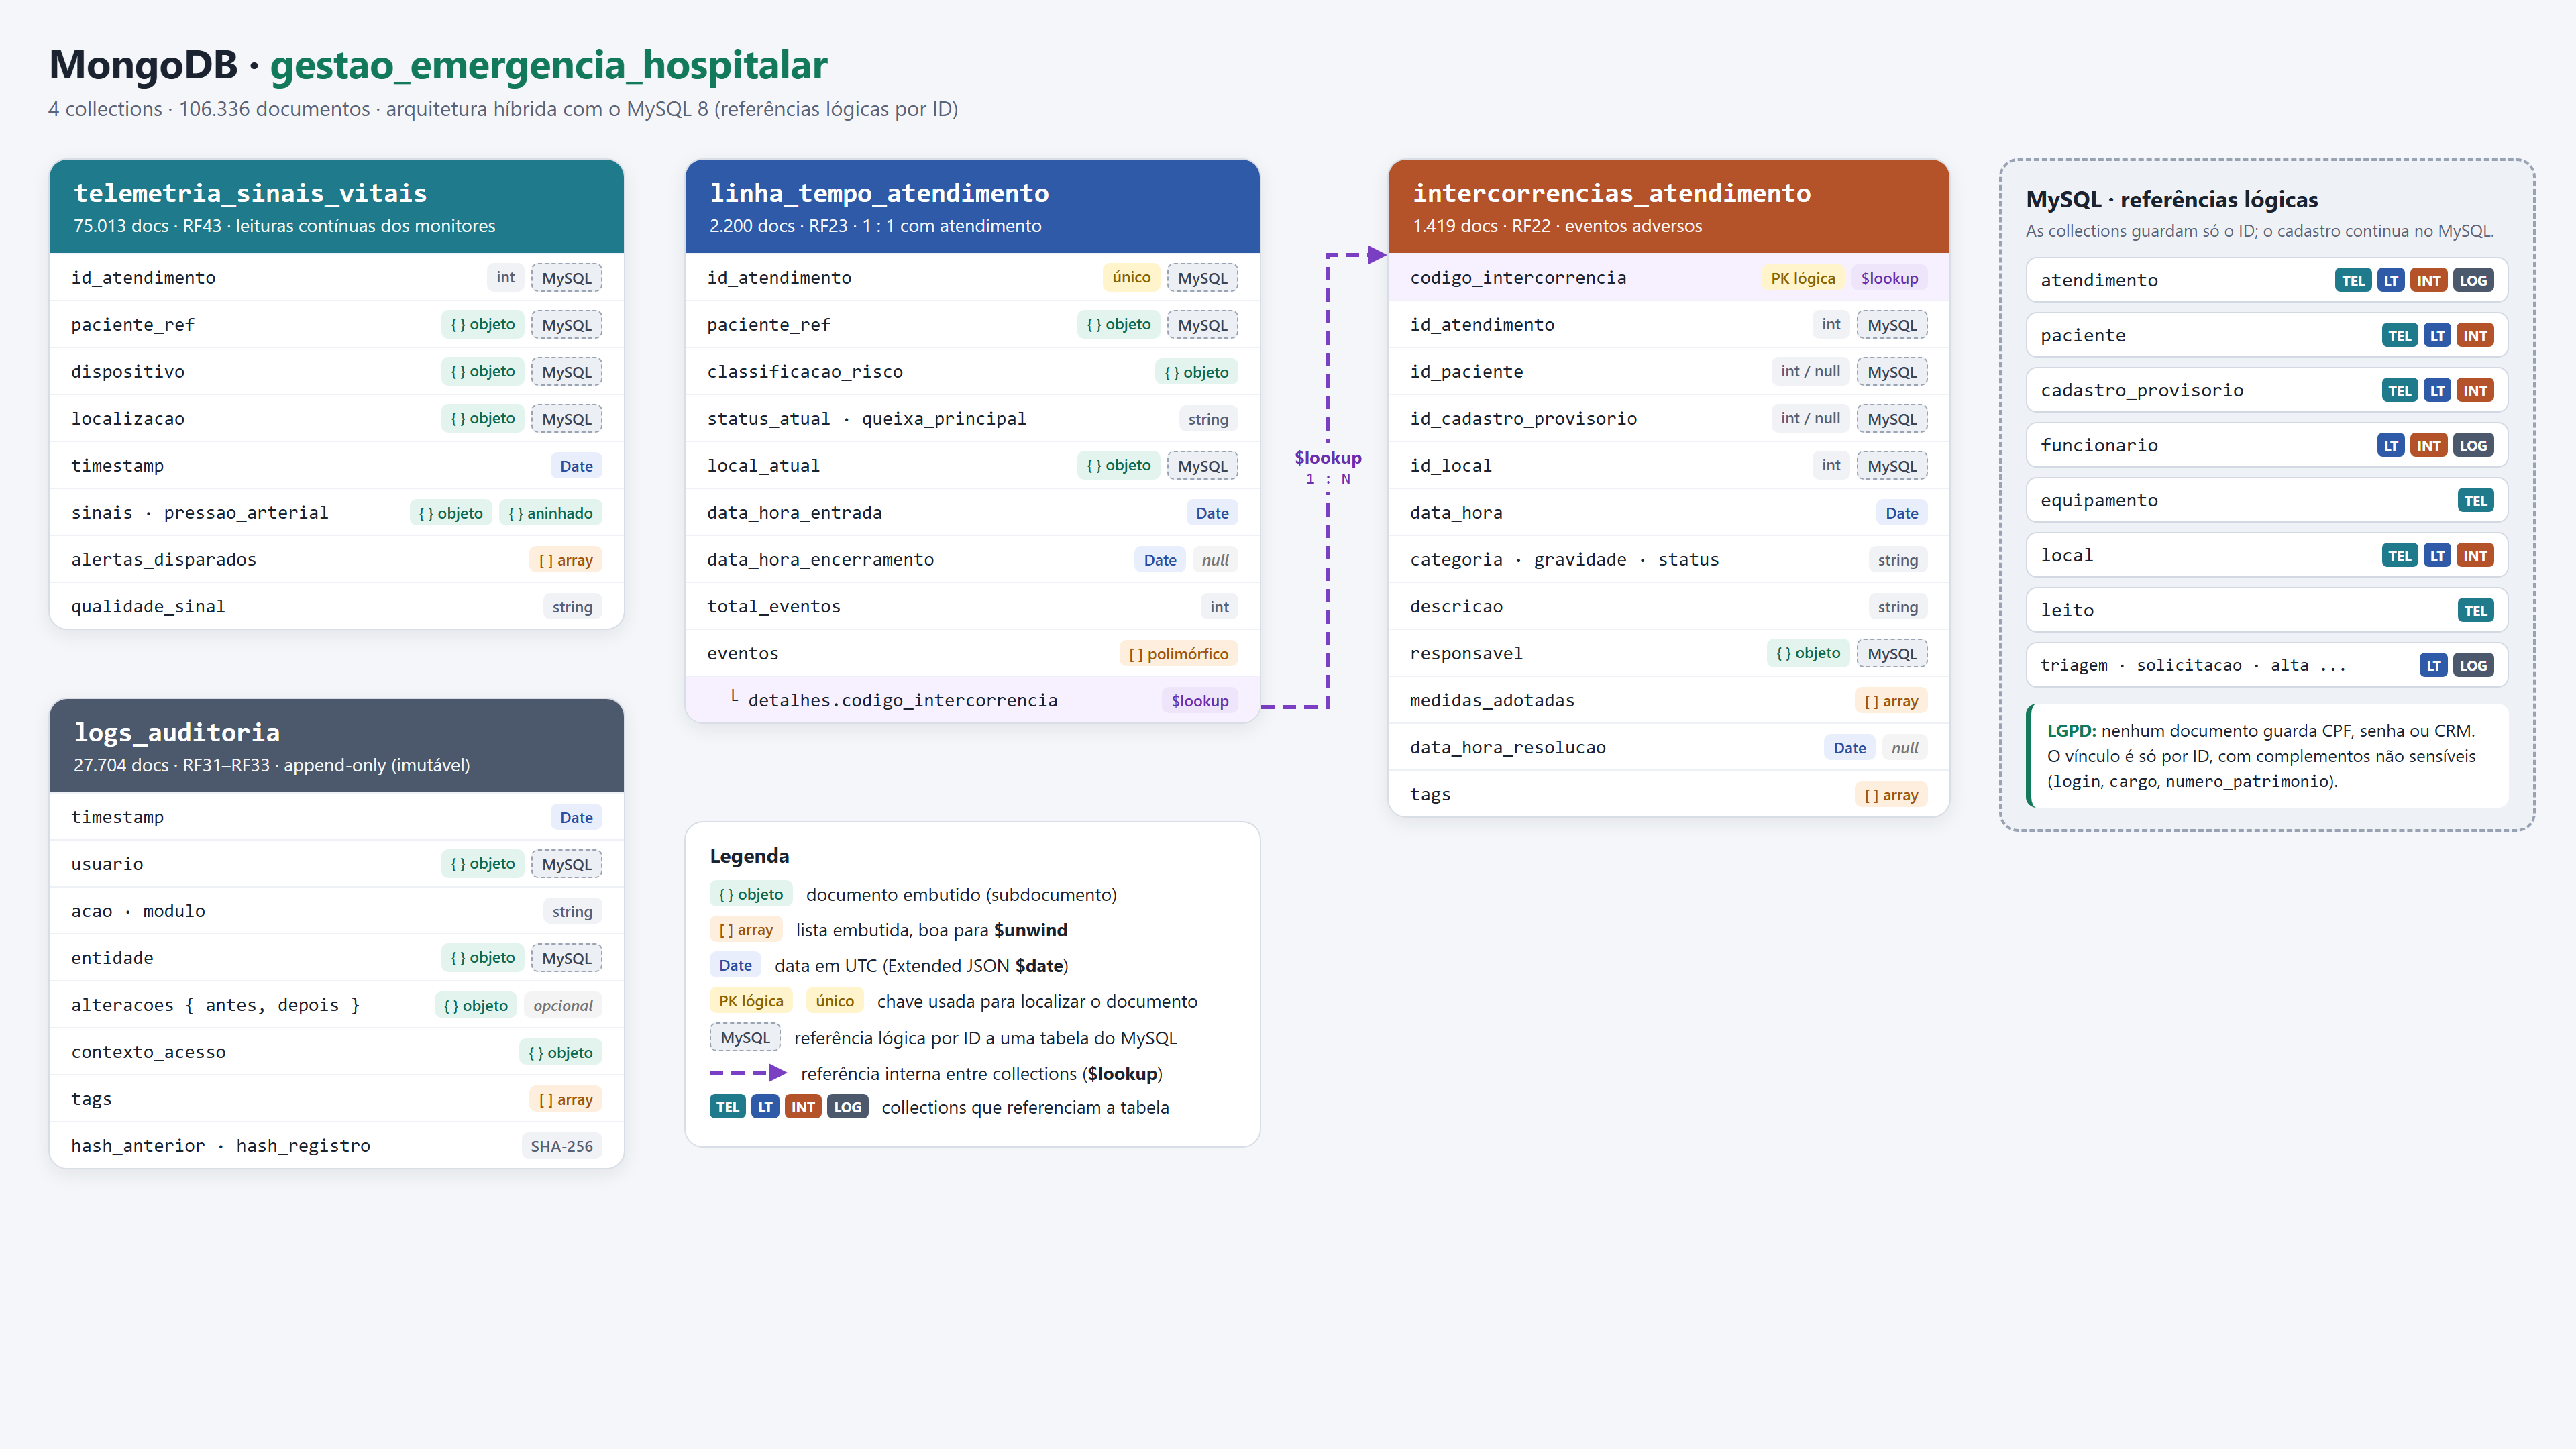 MongoDB · gestao_emergencia_hospitalar
4 collections · 106.336 documentos · arquitetura híbrida com o MySQL 8 (referências lógicas por ID)
telemetria_sinais_vitais
75.013 docs · RF43 · leituras contínuas dos monitores
id_atendimento int MySQL
paciente_ref { } objeto MySQL
dispositivo { } objeto MySQL
localizacao { } objeto MySQL
timestamp Date
sinais · pressao_arterial { } objeto { } aninhado
alertas_disparados [ ] array
qualidade_sinal string
logs_auditoria
27.704 docs · RF31–RF33 · append-only (imutável)
timestamp Date
usuario { } objeto MySQL
acao · modulo string
entidade { } objeto MySQL
alteracoes { antes, depois } { } objeto opcional
contexto_acesso { } objeto
tags [ ] array
hash_anterior · hash_registro SHA-256
linha_tempo_atendimento
2.200 docs · RF23 · 1 : 1 com atendimento
id_atendimento único MySQL
paciente_ref { } objeto MySQL
classificacao_risco { } objeto
status_atual · queixa_principal string
local_atual { } objeto MySQL
data_hora_entrada Date
data_hora_encerramento Date null
total_eventos int
eventos [ ] polimórfico
└ detalhes.codigo_intercorrencia $lookup
$lookup
1 : N
Legenda
{ } objeto documento embutido (subdocumento)
[ ] array lista embutida, boa para $unwind
Date data em UTC (Extended JSON $date)
PK lógica único chave usada para localizar o documento
MySQL referência lógica por ID a uma tabela do MySQL
referência interna entre collections ($lookup)
TEL LT INT LOG collections que referenciam a tabela
intercorrencias_atendimento
1.419 docs · RF22 · eventos adversos
codigo_intercorrencia PK lógica $lookup
id_atendimento int MySQL
id_paciente int / null MySQL
id_cadastro_provisorio int / null MySQL
id_local int MySQL
data_hora Date
categoria · gravidade · status string
descricao string
responsavel { } objeto MySQL
medidas_adotadas [ ] array
data_hora_resolucao Date null
tags [ ] array
MySQL · referências lógicas
As collections guardam só o ID; o cadastro continua no MySQL.
atendimento TEL LT INT LOG
paciente TEL LT INT
cadastro_provisorio TEL LT INT
funcionario LT INT LOG
equipamento TEL
local TEL LT INT
leito TEL
triagem · solicitacao · alta ... LT LOG
LGPD: nenhum documento guarda CPF, senha ou CRM.
O vínculo é só por ID, com complementos não sensíveis
(login, cargo, numero_patrimonio).